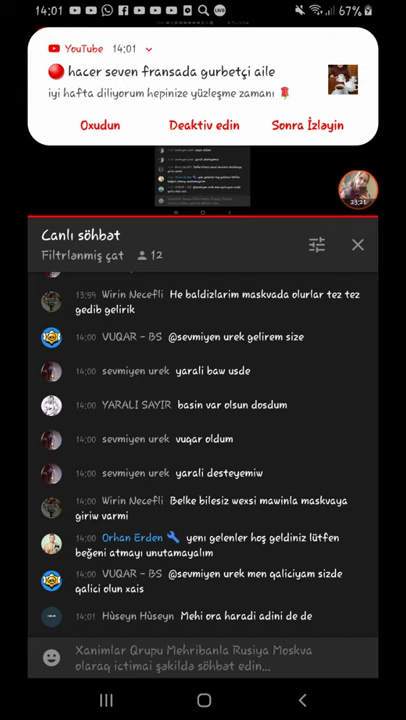 14:01
67%
YouTube 14:01
hacer seven fransada gurbetçi aile
iyi hafta diliyorum hepinize yüzleşme zamanı
Oxudun Deaktiv edin Sonra İzləyin
23:21
Canlı söhbət
Filtrlənmiş çat 12
13:59 Wirin Necefli He baldizlarim maskvada olurlar tez tez
gedib gelirik
14:00 VUQAR - BS @sevmiyen urek gelirem size
14:00 sevmiyen urek yarali baw usde
14:00 YARALI SAYIR basin var olsun dosdum
14:00 sevmiyen urek vuqar oldum
14:00 sevmiyen urek yarali desteyemiw
14:00 Wirin Necefli Belke bilesiz wexsi mawinla maskvaya
giriw varmi
14:00 Orhan Erden yenı gelenler hoş geldiniz lütfen
beğeni atmayı unutamayalım
14:00 VUQAR - BS @sevmiyen urek men qaliciyam sizde
qalici olun xais
14:01 Hùseyn Hùseyn Mehi ora haradi adini de de
Xanimlar Qrupu Mehribanla Rusiya Moskva
olaraq ictimai şəkildə söhbət edin...